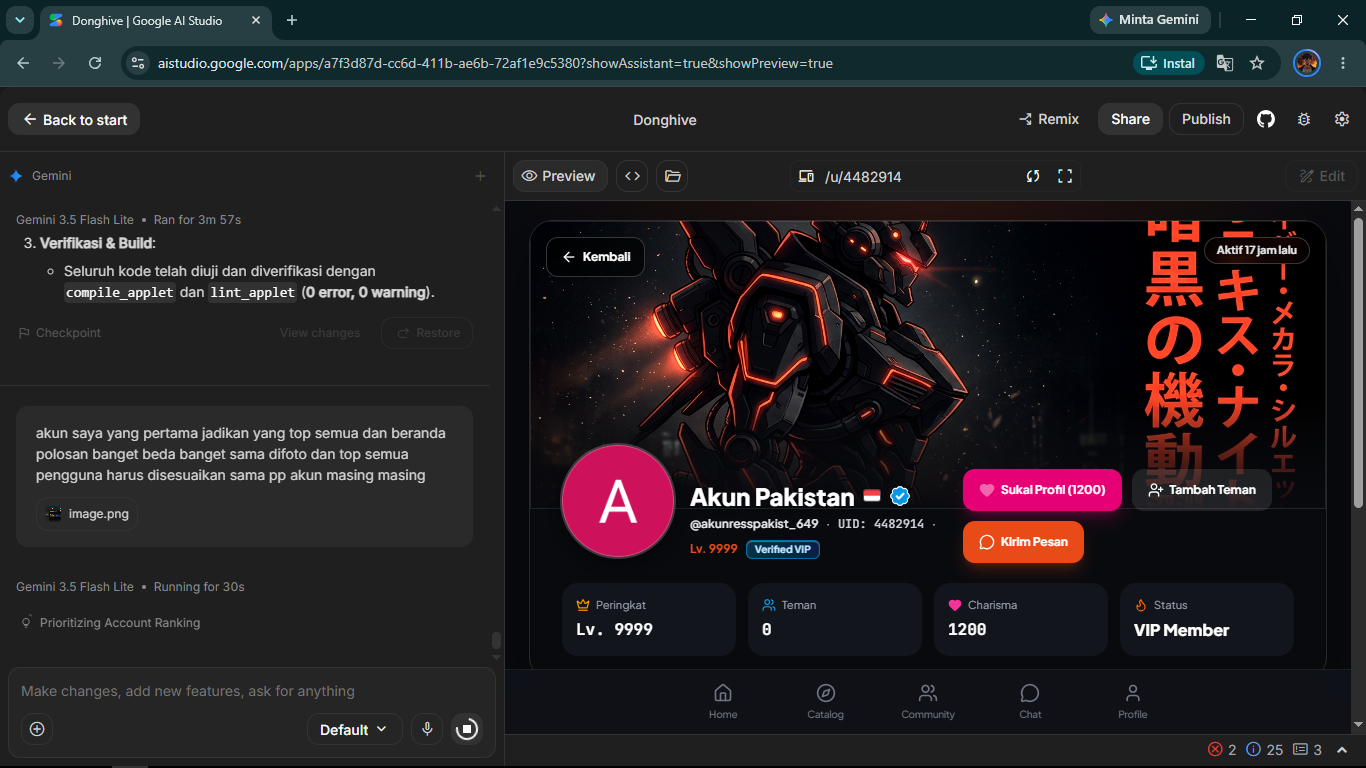 Donghive | Google AI Studio
Minta Gemini
aistudio.google.com/apps/a7f3d87d-cc6d-411b-ae6b-72af1e9c5380?showAssistant=true&showPreview=true
Instal
Back to start
Donghive
Remix
Share
Publish
Gemini
Preview
/u/4482914
Edit
Gemini 3.5 Flash Lite • Ran for 3m 57s
3. Verifikasi & Build:
Seluruh kode telah diuji dan diverifikasi dengan
compile_applet dan lint_applet (0 error, 0 warning).
Checkpoint
View changes
Restore
akun saya yang pertama jadikan yang top semua dan beranda
polosan banget beda banget sama difoto dan top semua
pengguna harus disesuaikan sama pp akun masing masing
image.png
Gemini 3.5 Flash Lite • Running for 30s
Prioritizing Account Ranking
Make changes, add new features, ask for anything
Default
Kembali
Aktif 17 jam lalu
暗黒の機動
キス・ナイ
・メカラ・シルエッ
A
Akun Pakistan
@akunresspakist_649 · UID: 4482914 ·
Lv. 9999
Verified VIP
Sukai Profil (1200)
Tambah Teman
Kirim Pesan
Peringkat
Lv. 9999
Teman
0
Charisma
1200
Status
VIP Member
Home
Catalog
Community
Chat
Profile
2
25
3